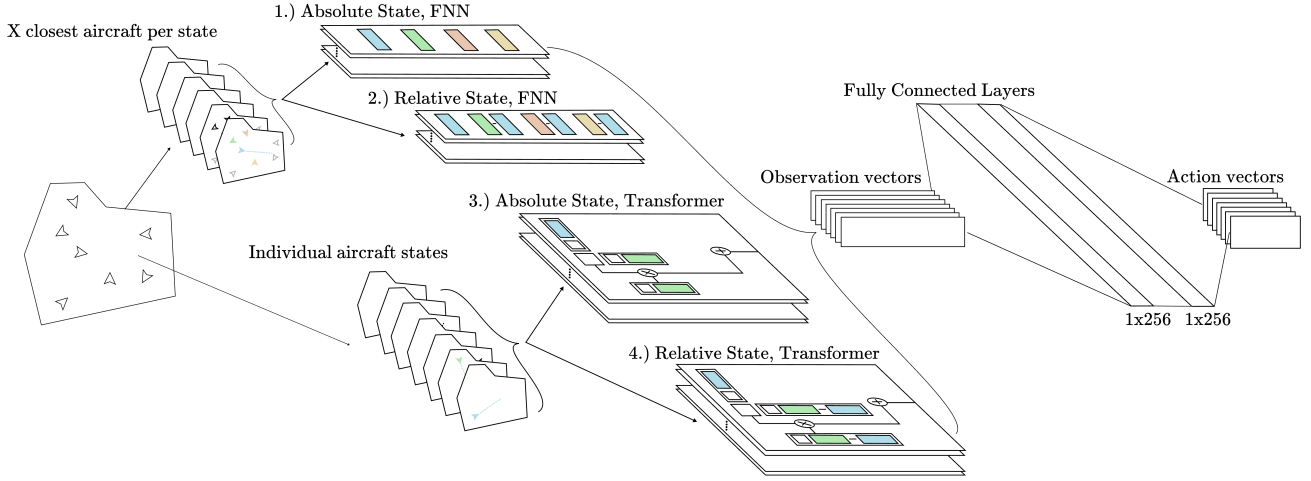 1.) Absolute State, FNN
X closest aircraft per state
2.) Relative State, FNN
Fully Connected Layers
Observation vectors
Action vectors
3.) Absolute State, Transformer
Individual aircraft states
1x256 1x256
4.) Relative State, Transformer